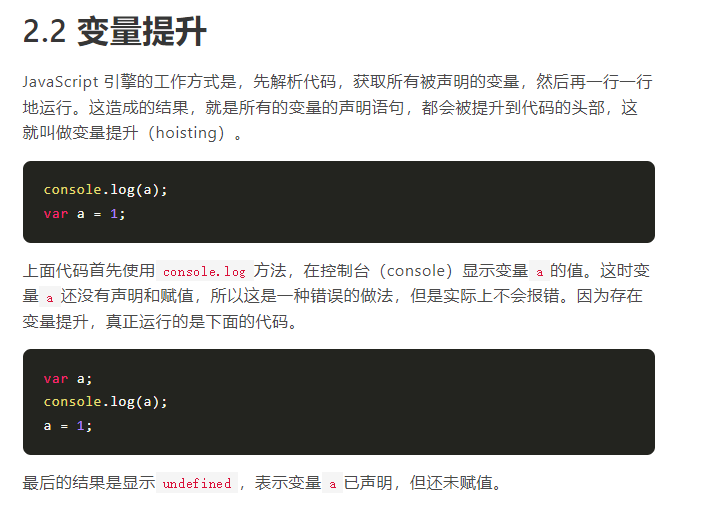 2.2 变量提升
JavaScript 引擎的工作方式是，先解析代码，获取所有被声明的变量，然后再一行一行
地运行。这造成的结果，就是所有的变量的声明语句，都会被提升到代码的头部，这
就叫做变量提升（hoisting）。
console.log(a);
var a = 1;
上面代码首先使用 console.log 方法，在控制台（console）显示变量 a 的值。这时变
量 a 还没有声明和赋值，所以这是一种错误的做法，但是实际上不会报错。因为存在
变量提升，真正运行的是下面的代码。
var a;
console.log(a);
a = 1;
最后的结果是显示 undefined ，表示变量 a 已声明，但还未赋值。